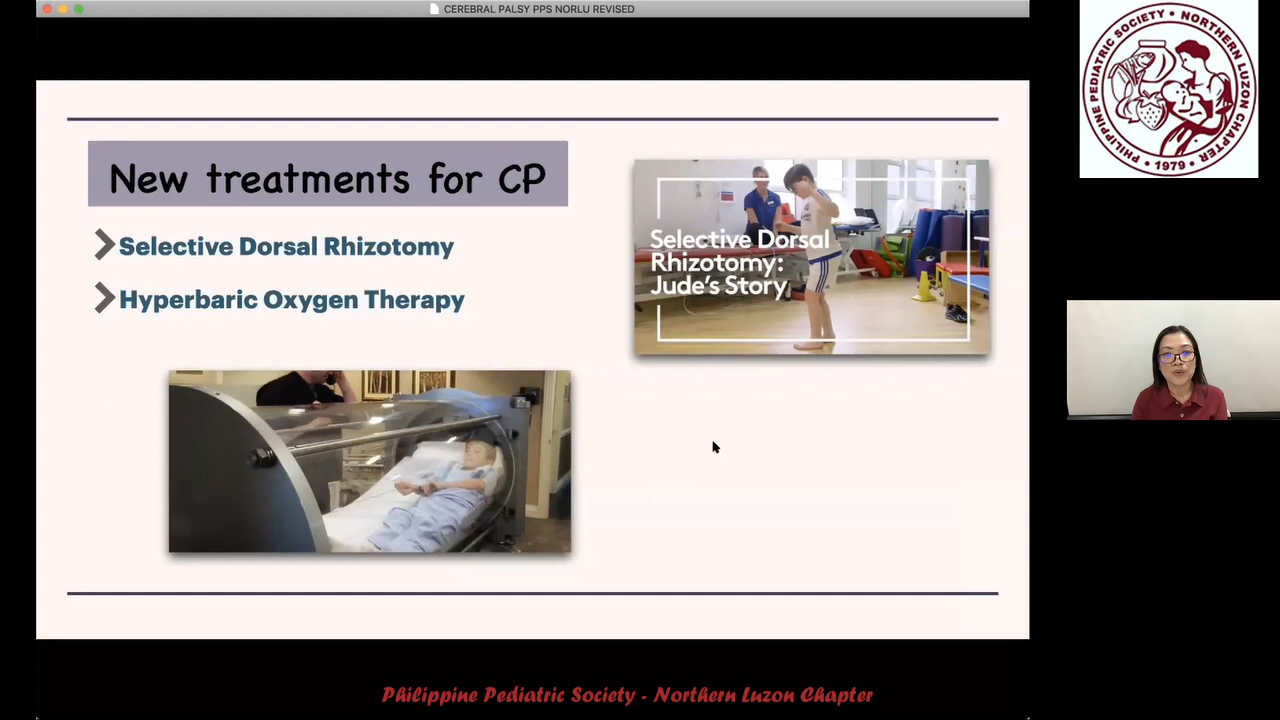 CEREBRAL PALSY PPS NORLU REVISED
New treatments for CP
Selective Dorsal Rhizotomy
Hyperbaric Oxygen Therapy
Selective Dorsal
Rhizotomy:
Jude's Story
PHILIPPINE PEDIATRIC SOCIETY • NORTHERN LUZON CHAPTER
• 1979 •
Philippine Pediatric Society - Northern Luzon Chapter